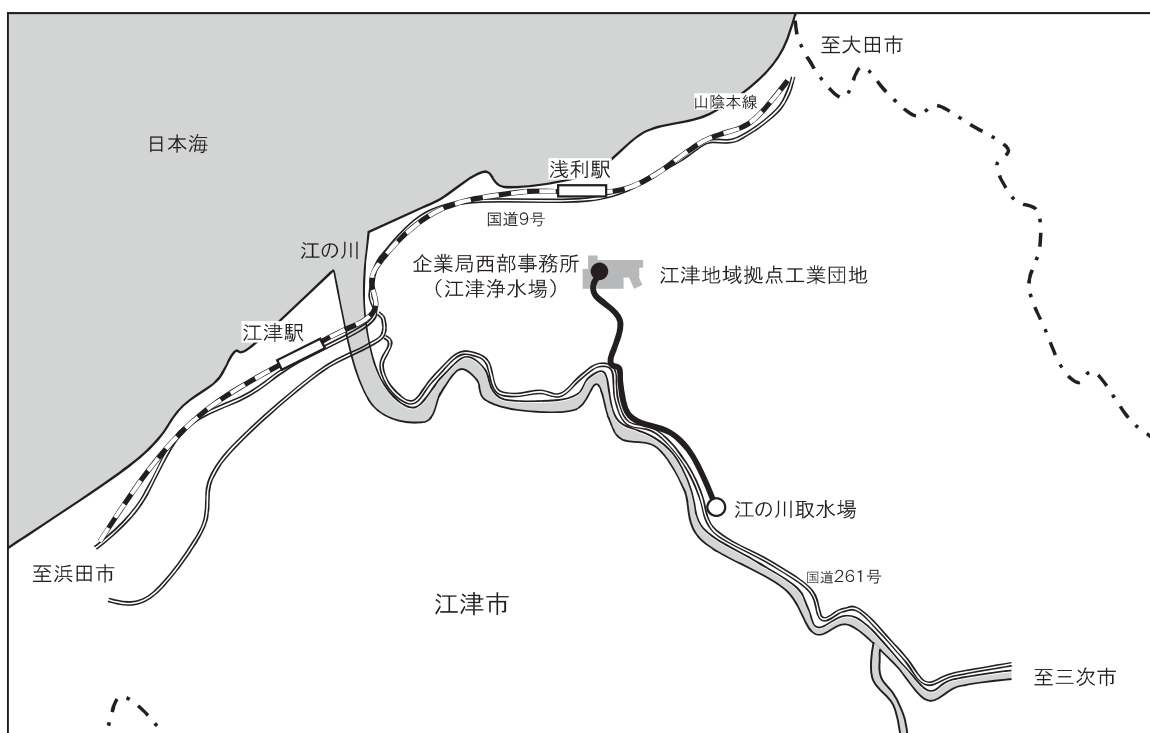 至大田市
山陰本線
日本海
浅利駅
国道9号
江の川
企業局西部事務所
（江津浄水場）
江津地域拠点工業団地
江津駅
江の川取水場
至浜田市
国道261号
江津市
至三次市